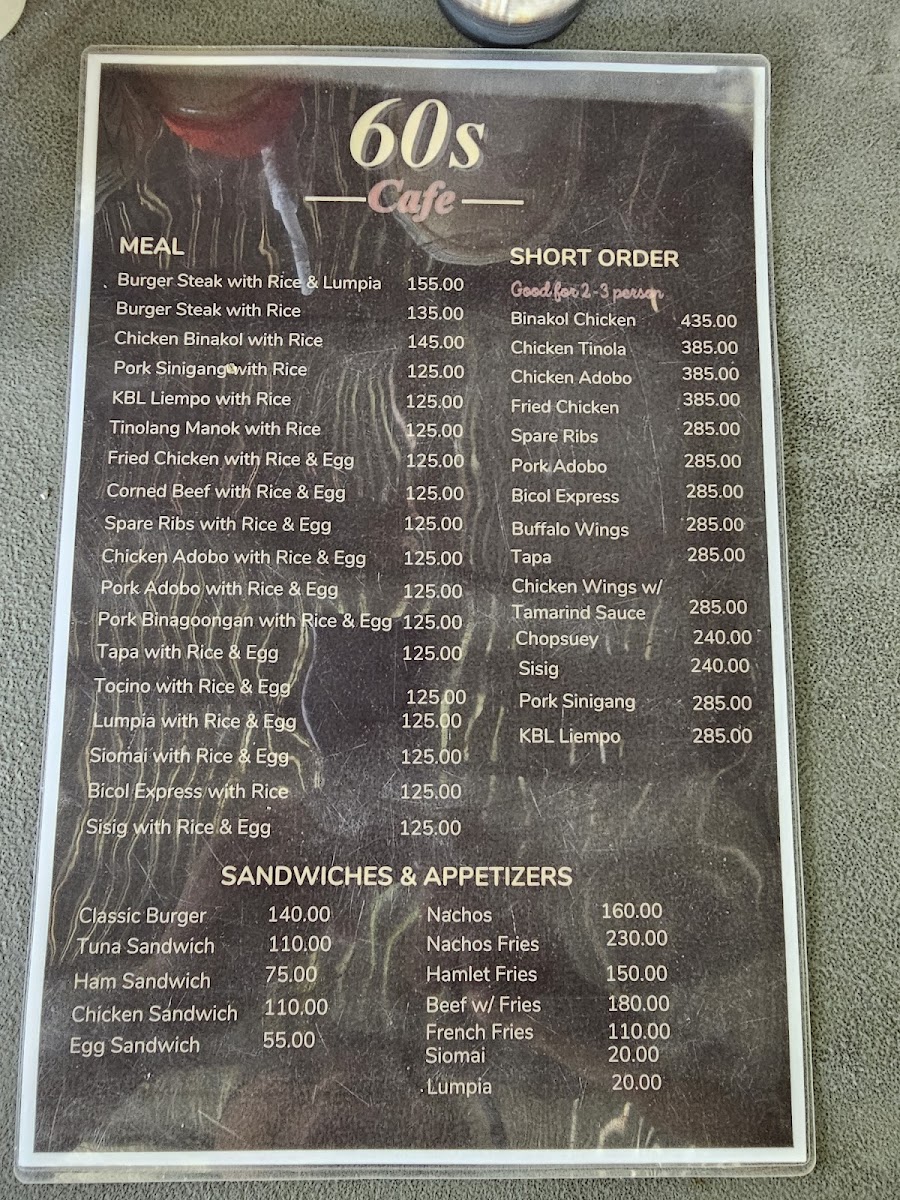 60s
Cafe
MEAL
Burger Steak with Rice & Lumpia 155.00
Burger Steak with Rice 135.00
Chicken Binakol with Rice 145.00
Pork Sinigang with Rice 125.00
KBL Liempo with Rice 125.00
Tinolang Manok with Rice 125.00
Fried Chicken with Rice & Egg 125.00
Corned Beef with Rice & Egg 125.00
Spare Ribs with Rice & Egg 125.00
Chicken Adobo with Rice & Egg 125.00
Pork Adobo with Rice & Egg 125.00
Pork Binagoongan with Rice & Egg 125.00
Tapa with Rice & Egg 125.00
Tocino with Rice & Egg 125.00
Lumpia with Rice & Egg 125.00
Siomai with Rice & Egg 125.00
Bicol Express with Rice 125.00
Sisig with Rice & Egg 125.00
SHORT ORDER
Good for 2-3 person
Binakol Chicken 435.00
Chicken Tinola 385.00
Chicken Adobo 385.00
Fried Chicken 385.00
Spare Ribs 285.00
Pork Adobo 285.00
Bicol Express 285.00
Buffalo Wings 285.00
Tapa 285.00
Chicken Wings w/
Tamarind Sauce 285.00
Chopsuey 240.00
Sisig 240.00
Pork Sinigang 285.00
KBL Liempo 285.00
SANDWICHES & APPETIZERS
Classic Burger 140.00
Tuna Sandwich 110.00
Ham Sandwich 75.00
Chicken Sandwich 110.00
Egg Sandwich 55.00
Nachos 160.00
Nachos Fries 230.00
Hamlet Fries 150.00
Beef w/ Fries 180.00
French Fries 110.00
Siomai 20.00
Lumpia 20.00